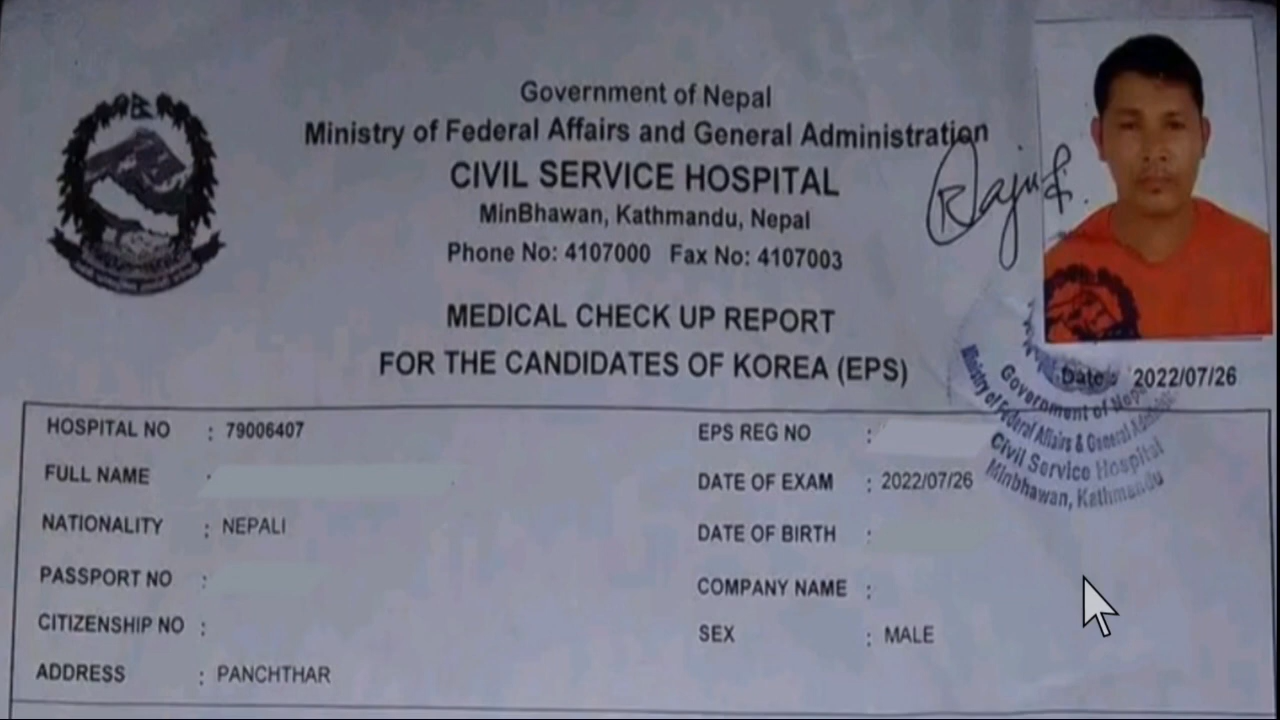 Government of Nepal
Ministry of Federal Affairs and General Administration
CIVIL SERVICE HOSPITAL
MinBhawan, Kathmandu, Nepal
Phone No: 4107000 Fax No: 4107003
Raju
MEDICAL CHECK UP REPORT
FOR THE CANDIDATES OF KOREA (EPS)
Date : 2022/07/26
Government of Nepal
Ministry of Federal Affairs & General
Civil Service Hospital
Minbhawan, Kathmandu
HOSPITAL NO : 79006407
EPS REG NO :
FULL NAME
DATE OF EXAM : 2022/07/26
NATIONALITY : NEPALI
DATE OF BIRTH :
PASSPORT NO :
COMPANY NAME :
CITIZENSHIP NO :
SEX : MALE
ADDRESS : PANCHTHAR